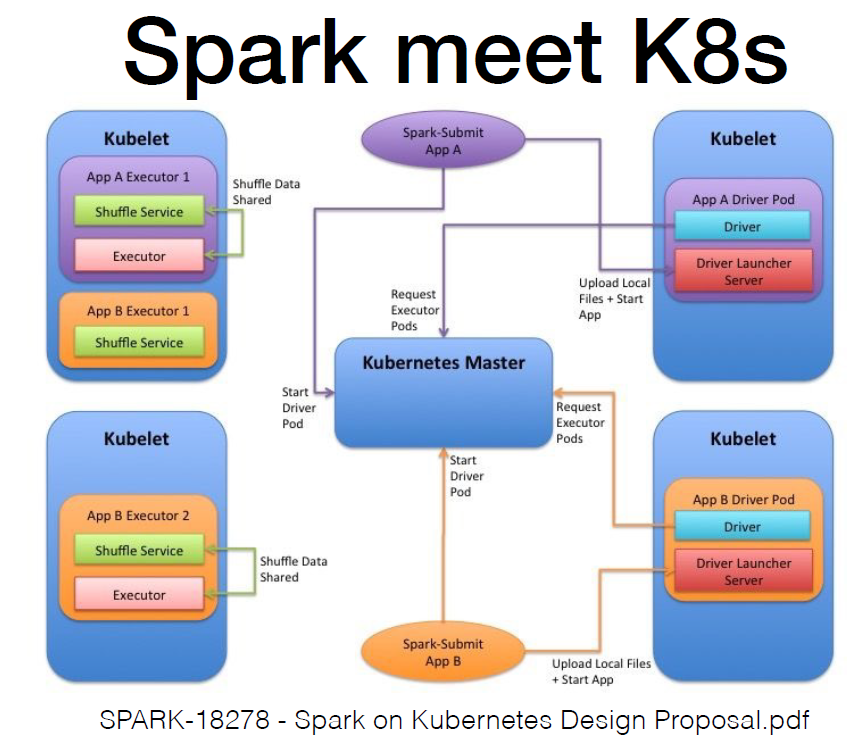 Spark meet K8s
Kubelet
App A Executor 1
Shuffle Service
Executor
Shuffle Data
Shared
App B Executor 1
Shuffle Service
Spark-Submit
App A
Kubelet
App A Driver Pod
Driver
Driver Launcher
Server
Upload Local
Files + Start
App
Request
Executor
Pods
Kubernetes Master
Start
Driver
Pod
Request
Executor
Pods
Start
Driver
Pod
Kubelet
App B Executor 2
Shuffle Service
Executor
Shuffle Data
Shared
Kubelet
App B Driver Pod
Driver
Driver Launcher
Server
Spark-Submit
App B
Upload Local Files
+ Start App
SPARK-18278 - Spark on Kubernetes Design Proposal.pdf